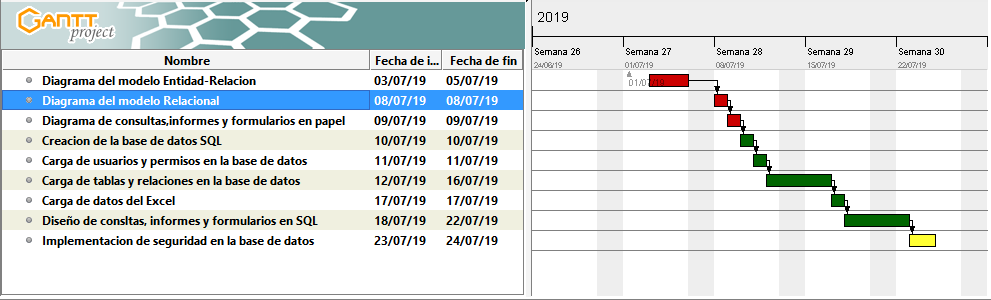 GANTT
project
2019
Semana 26 Semana 27 Semana 28 Semana 29 Semana 30
24/06/19 01/07/19 08/07/19 15/07/19 22/07/19
Nombre Fecha de i... Fecha de fin
Diagrama del modelo Entidad-Relacion 03/07/19 05/07/19
01/07/19
Diagrama del modelo Relacional 08/07/19 08/07/19
Diagrama de consultas,informes y formularios en papel 09/07/19 09/07/19
Creacion de la base de datos SQL 10/07/19 10/07/19
Carga de usuarios y permisos en la base de datos 11/07/19 11/07/19
Carga de tablas y relaciones en la base de datos 12/07/19 16/07/19
Carga de datos del Excel 17/07/19 17/07/19
Diseño de consltas, informes y formularios en SQL 18/07/19 22/07/19
Implementacion de seguridad en la base de datos 23/07/19 24/07/19